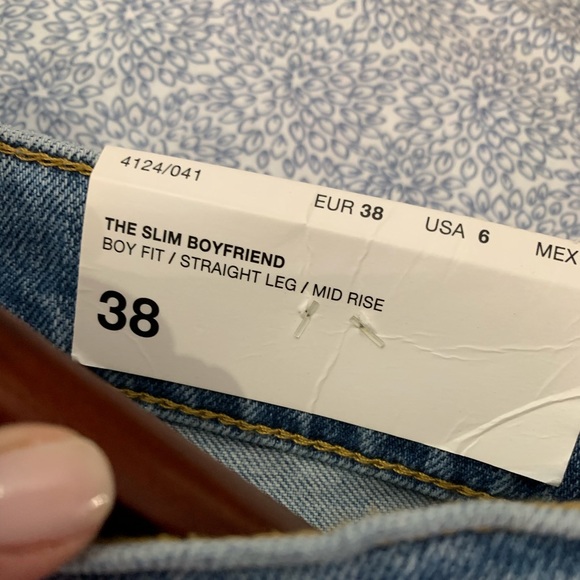 4124/041
EUR 38 USA 6 MEX
THE SLIM BOYFRIEND
BOY FIT / STRAIGHT LEG / MID RISE
38